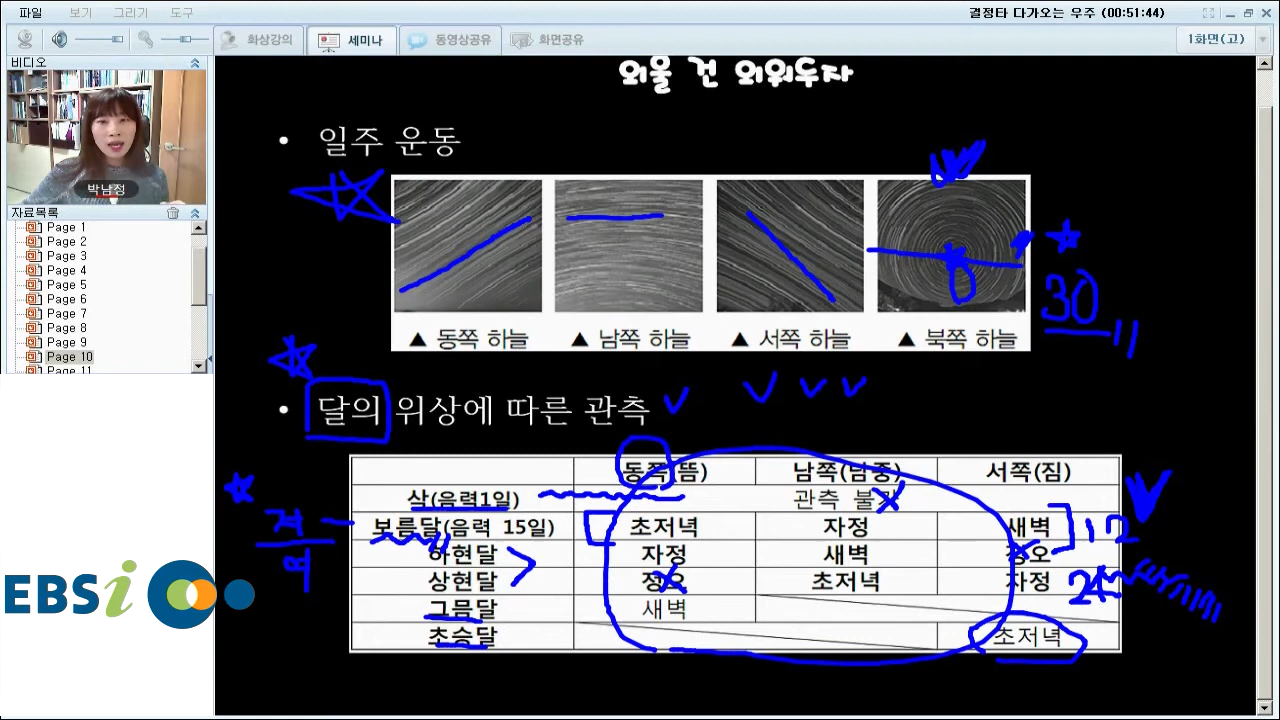 파일 보기 그리기 도구 결정타 다가오는 우주 (00:51:44)
화상강의 세미나 동영상공유 화면공유 1화면(고)
비디오
박남정
자료목록
Page 1
Page 2
Page 3
Page 4
Page 5
Page 6
Page 7
Page 8
Page 9
Page 10
Page 11
외울 건 외워두자
• 일주 운동
30
▲ 동쪽 하늘 ▲ 남쪽 하늘 ▲ 서쪽 하늘 ▲ 북쪽 하늘
• 달의 위상에 따른 관측
동쪽(뜸) 남쪽(남중) 서쪽(짐)
삭(음력1일) 관측 불가
보름달(음력 15일) 초저녁 자정 새벽
12
하현달 자정 새벽 정오
상현달 정오 초저녁 자정
24
그믐달 새벽
초승달 초저녁
EBSi